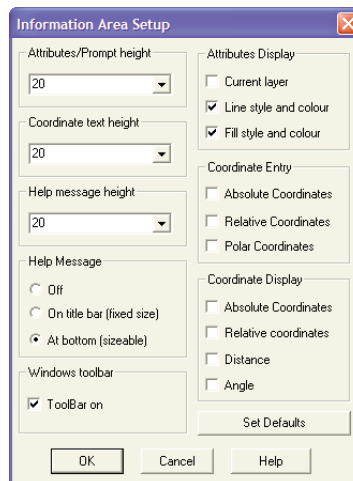 Information Area Setup
Attributes/Prompt height
20
Coordinate text height
20
Help message height
20
Help Message
Off
On title bar (fixed size)
At bottom (sizeable)
Windows toolbar
ToolBar on
Attributes Display
Current layer
Line style and colour
Fill style and colour
Coordinate Entry
Absolute Coordinates
Relative Coordinates
Polar Coordinates
Coordinate Display
Absolute Coordinates
Relative coordinates
Distance
Angle
Set Defaults
OK
Cancel
Help